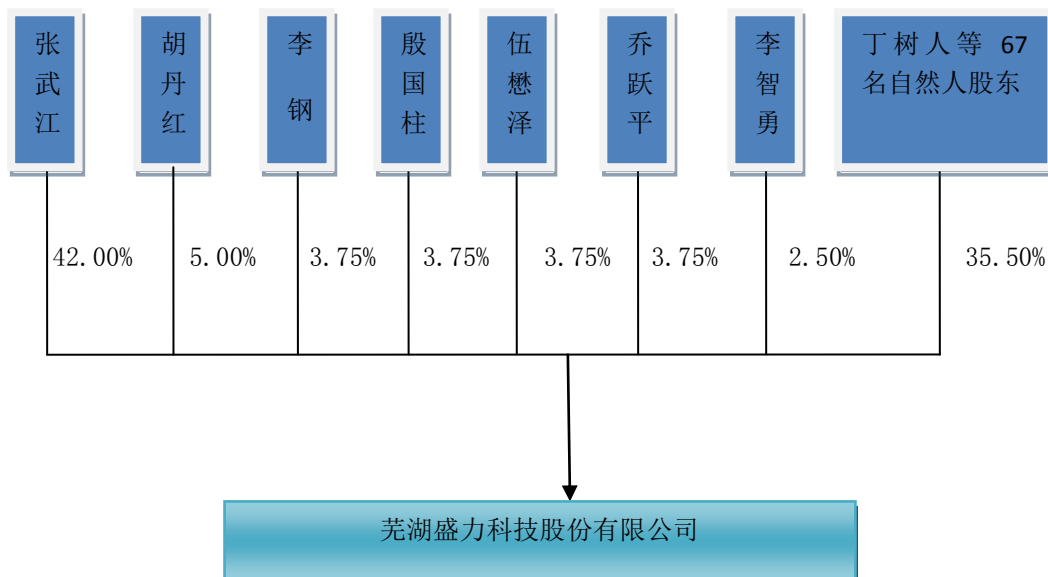 张武江
胡丹红
李 钢
殷国柱
伍懋泽
乔跃平
李智勇
丁树人等 67
名自然人股东
42.00%
5.00%
3.75%
3.75%
3.75%
3.75%
2.50%
35.50%
芜湖盛力科技股份有限公司